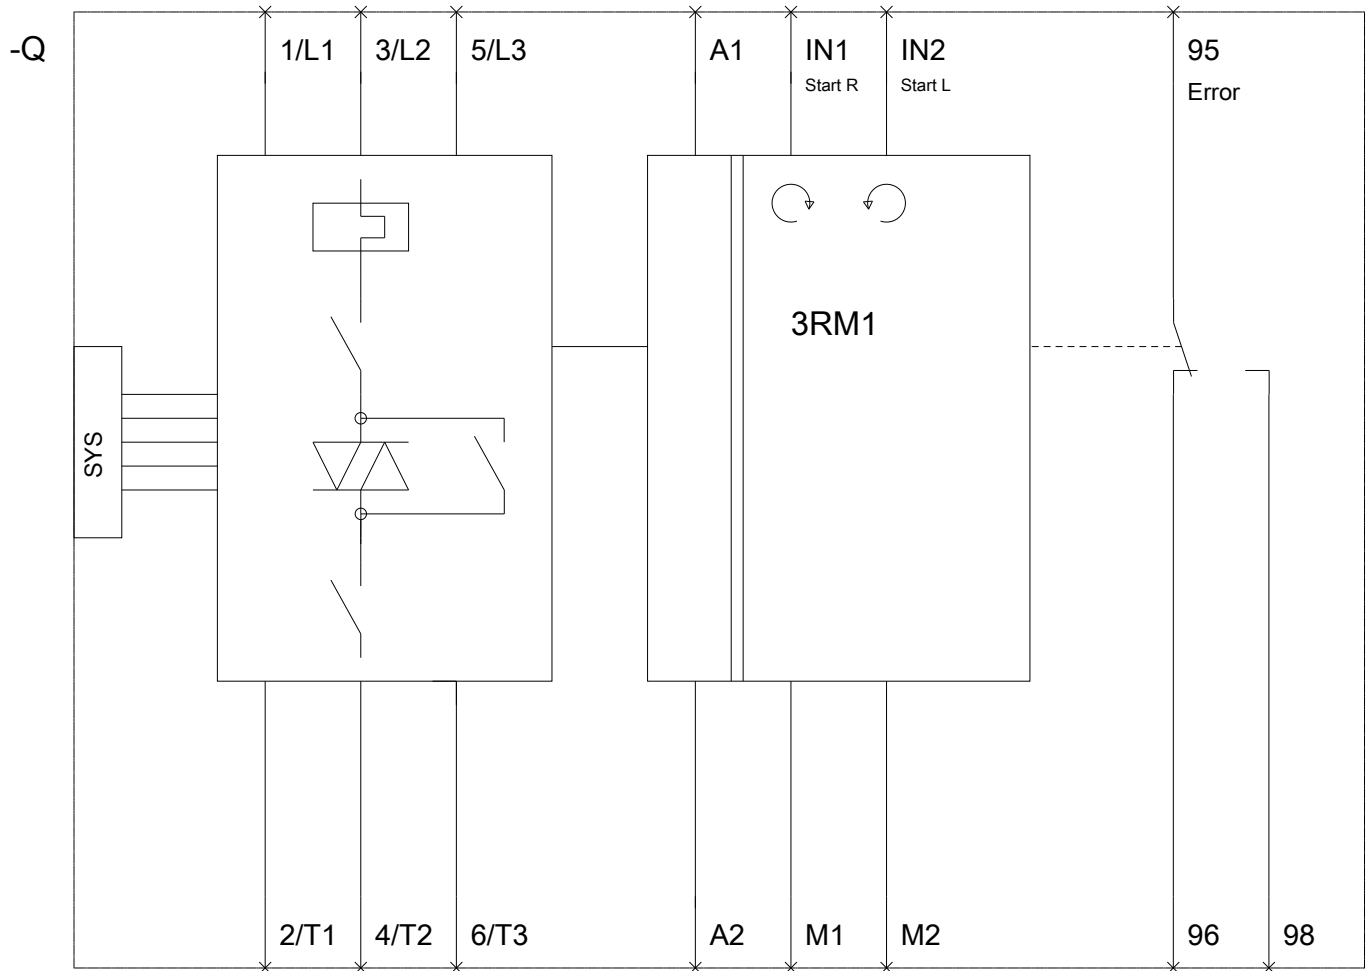 -Q
1/L1 3/L2 5/L3 A1 IN1 IN2 95
Start R Start L Error
3RM1
SYS
2/T1 4/T2 6/T3 A2 M1 M2 96 98